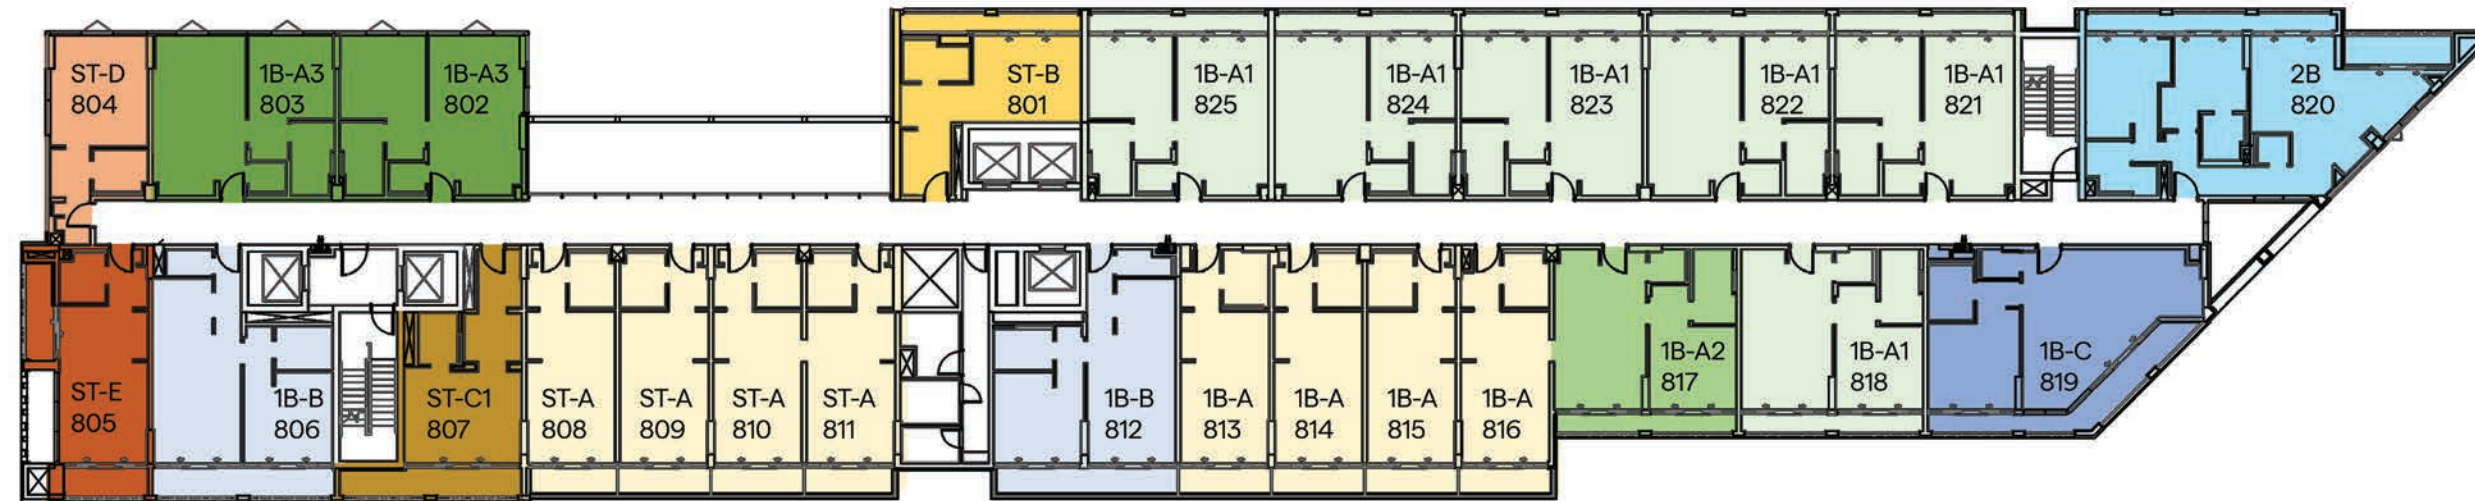 ST-D
804
1B-A3
803
1B-A3
802
ST-B
801
1B-A1
825
1B-A1
824
1B-A1
823
1B-A1
822
1B-A1
821
2B
820
ST-E
805
1B-B
806
ST-C1
807
ST-A
808
ST-A
809
ST-A
810
ST-A
811
1B-B
812
1B-A
813
1B-A
814
1B-A
815
1B-A
816
1B-A2
817
1B-A1
818
1B-C
819